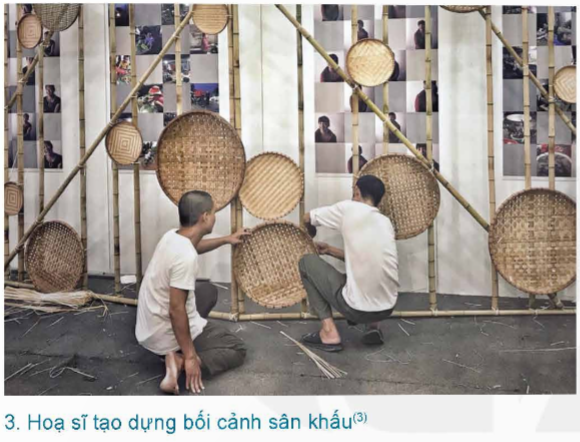 3. Hoạ sĩ tạo dựng bối cảnh sân khấu(3)